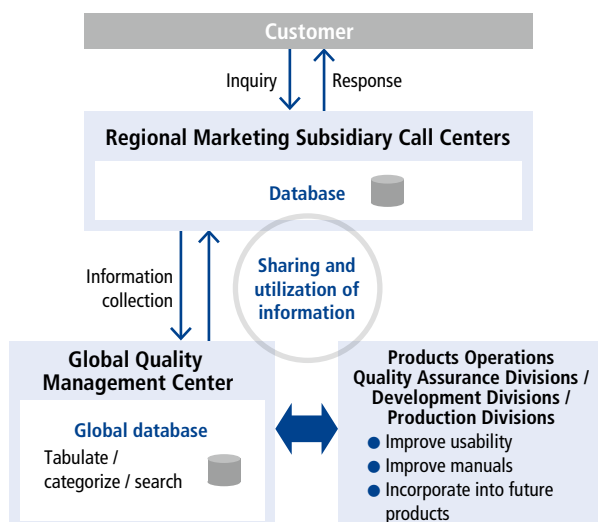 Customer
Inquiry
Response
Regional Marketing Subsidiary Call Centers
Database
Information
collection
Sharing and
utilization of
information
Global Quality
Management Center
Global database
Tabulate /
categorize / search
Products Operations
Quality Assurance Divisions /
Development Divisions /
Production Divisions
● Improve usability
● Improve manuals
● Incorporate into future
products